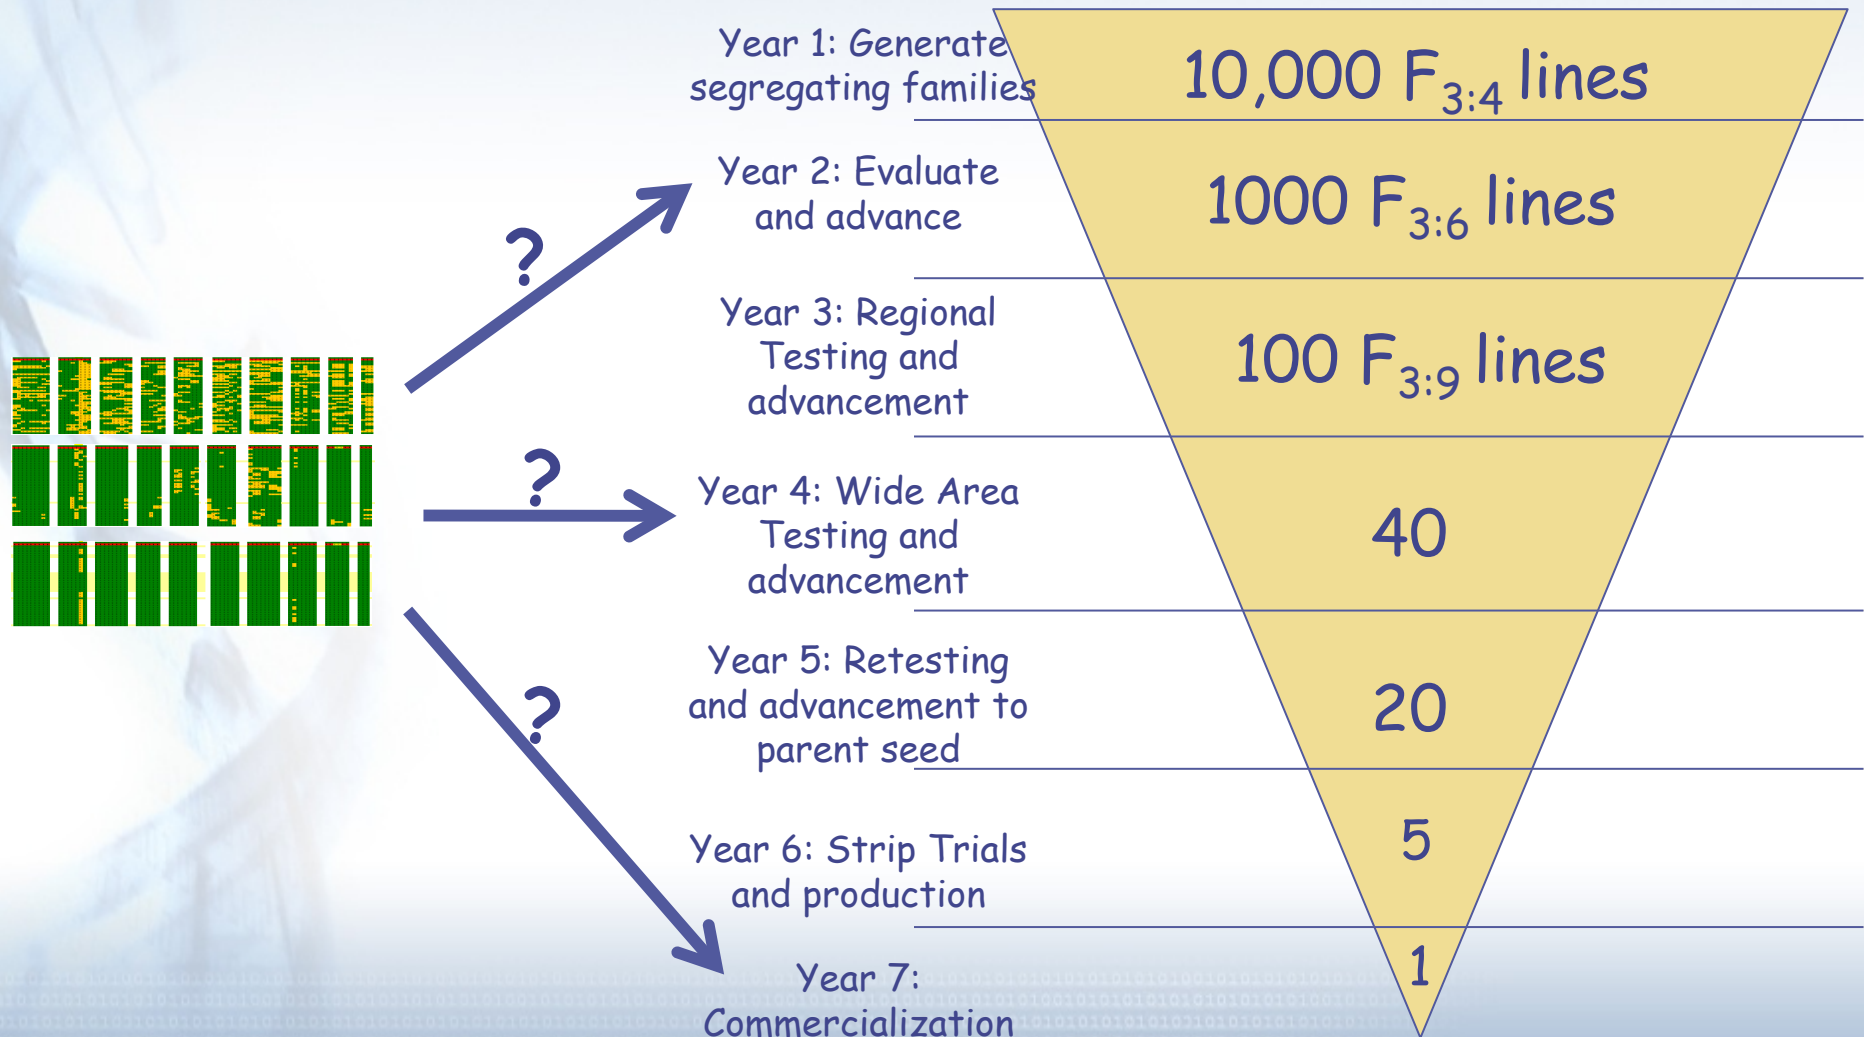 Year 1: Generate
segregating families
10,000 F3:4 lines
Year 2: Evaluate
and advance
1000 F3:6 lines
?
Year 3: Regional
Testing and
advancement
100 F3:9 lines
?
Year 4: Wide Area
Testing and
advancement
40
?
Year 5: Retesting
and advancement to
parent seed
20
Year 6: Strip Trials
and production
5
Year 7:
Commercialization
1